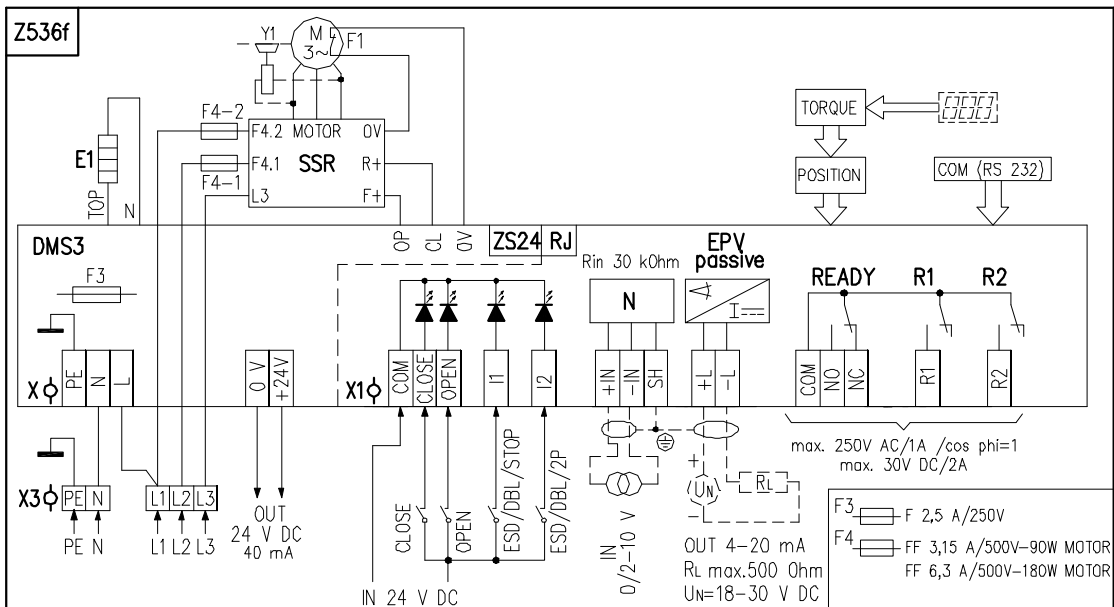 Z536f
Y1
M
3~
F1
F4-2
F4.2 MOTOR 0V
E1
F4.1 SSR R+
F4-1
L3 F+
TOP
N
TORQUE
POSITION
COM (RS 232)
DMS3
OP
CL
0V
ZS24 RJ
EPV
passive
Rin 30 kOhm
F3
N
I
READY R1 R2
X
PE
N
L
0 V
+24V
X1
COM
CLOSE
OPEN
I1
I2
+IN
-IN
SH
+L
-L
COM
NO
NC
R1
R2
max. 250V AC/1A /cos phi=1
max. 30V DC/2A
X3
PE N L1 L2 L3
PE N L1 L2 L3
OUT
24 V DC
40 mA
CLOSE
OPEN
ESD/DBL/STOP
ESD/DBL/2P
IN 24 V DC
IN
0/2-10 V
+
UN
−
RL
OUT 4-20 mA
RL max.500 Ohm
UN=18-30 V DC
F3 F 2,5 A/250V
F4 FF 3,15 A/500V-90W MOTOR
FF 6,3 A/500V-180W MOTOR